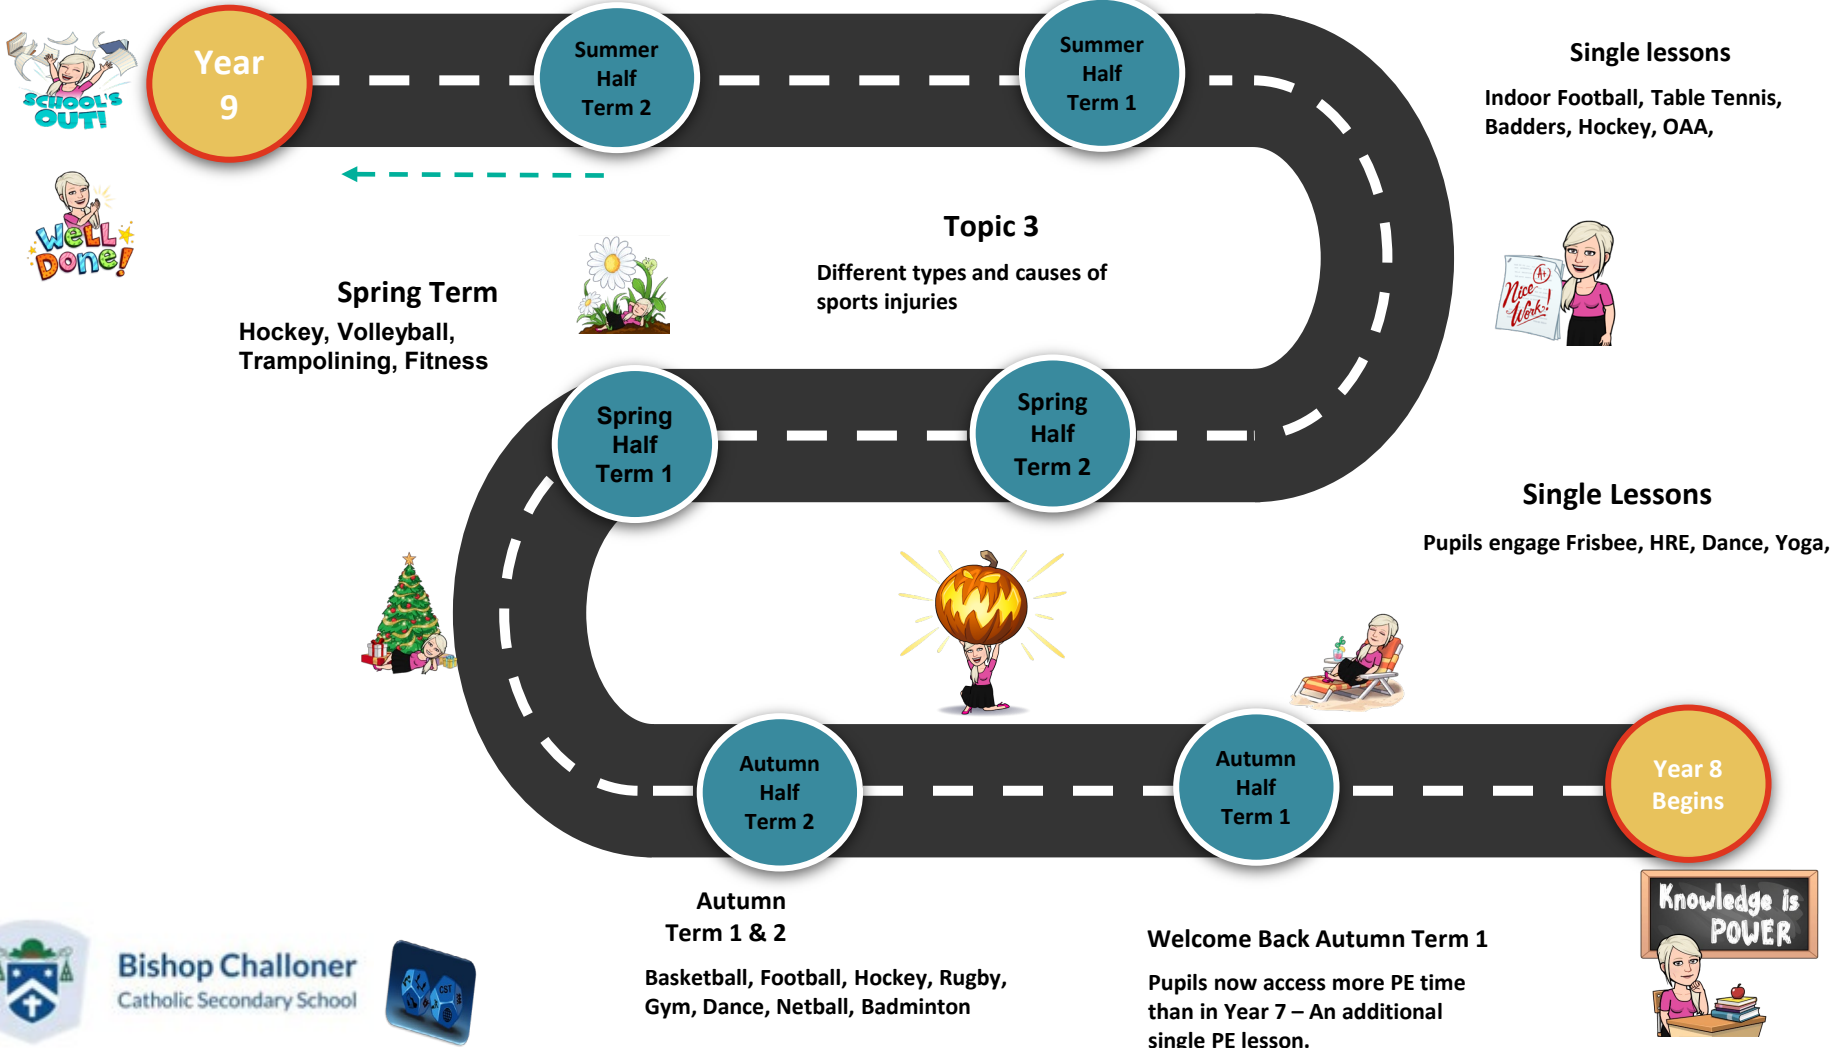 Year
9
Summer
Half
Term 2
Summer
Half
Term 1
Single lessons
Indoor Football, Table Tennis,
Badders, Hockey, OAA,
SCHOOL'S
OUT!
WELL
DONE!
Topic 3
Different types and causes of
sports injuries
Spring Term
Hockey, Volleyball,
Trampolining, Fitness
A+
Nice
Work!
Spring
Half
Term 1
Spring
Half
Term 2
Single Lessons
Pupils engage Frisbee, HRE, Dance, Yoga,
Autumn
Half
Term 2
Autumn
Half
Term 1
Year 8
Begins
Autumn
Term 1 & 2
Basketball, Football, Hockey, Rugby,
Gym, Dance, Netball, Badminton
Welcome Back Autumn Term 1
Pupils now access more PE time
than in Year 7 – An additional
single PE lesson.
Knowledge is
POWER
Bishop Challoner
Catholic Secondary School
CST